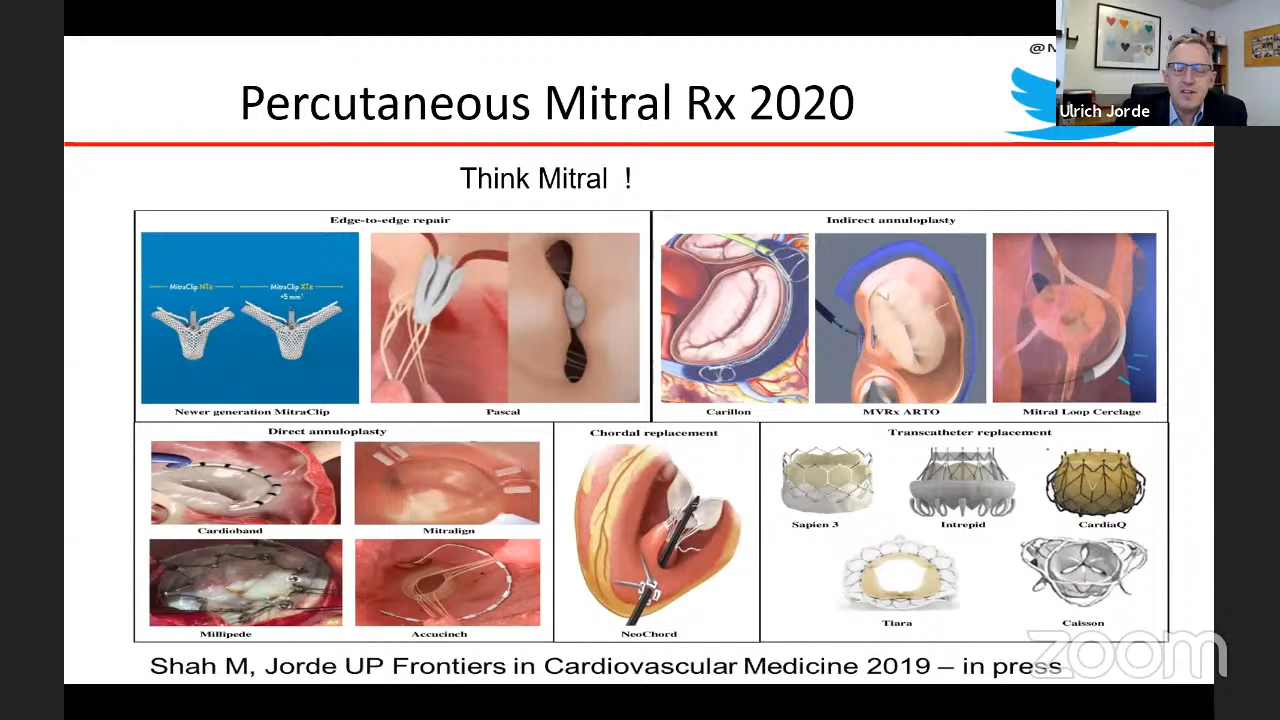 @N
Percutaneous Mitral Rx 2020
Ulrich Jorde
Think Mitral !
Edge-to-edge repair
Indirect annuloplasty
MitraClip NTR
MitraClip XTR
+5 mm
Newer generation MitraClip
Pascal
Carillon
MVRx ARTO
Mitral Loop Cerclage
Direct annuloplasty
Chordal replacement
Transcatheter replacement
Cardioband
Mitralign
Sapien 3
Intrepid
CardiaQ
Millipede
Accucinch
NeoChord
Tiara
Caisson
Shah M, Jorde UP Frontiers in Cardiovascular Medicine 2019 – in press
zoom